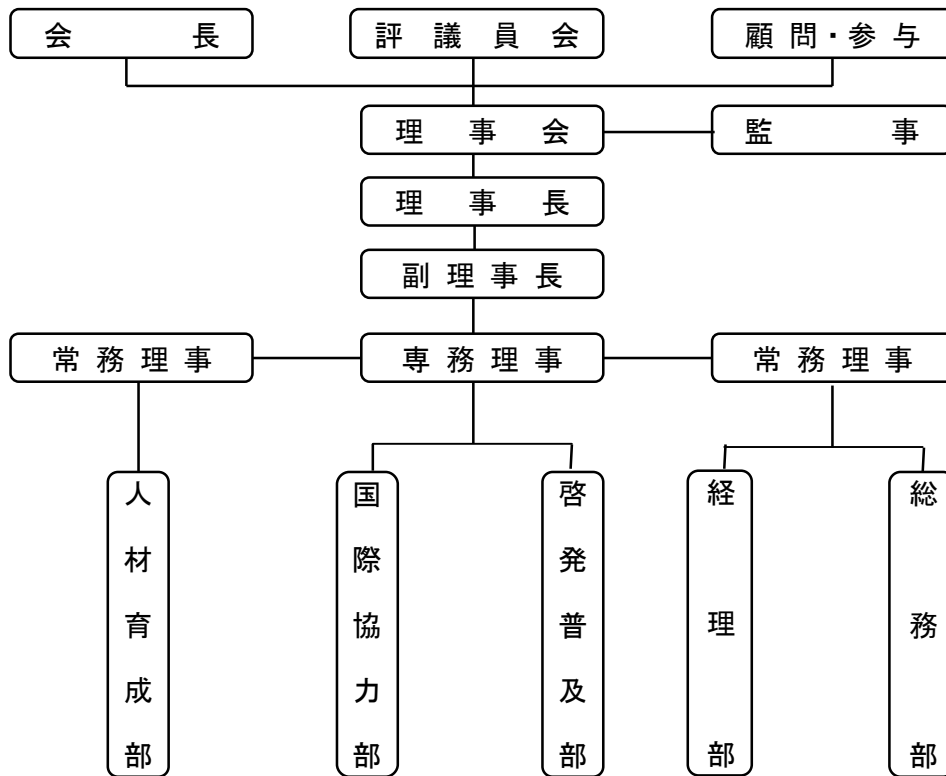 会長
評議員会
顧問・参与
理事会
監事
理事長
副理事長
常務理事
専務理事
常務理事
人材育成部
国際協力部
啓発普及部
経理部
総務部